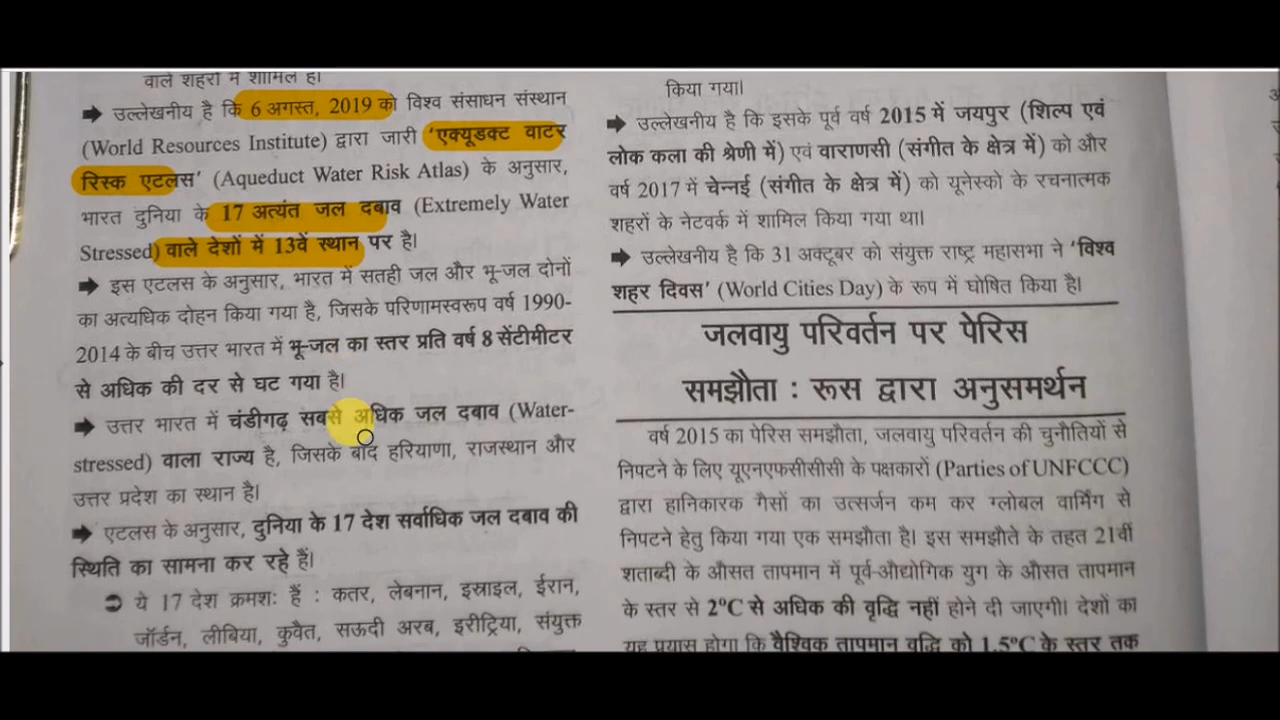 वाले शहरों में शामिल है।
➡ उल्लेखनीय है कि 6 अगस्त, 2019 को विश्व संसाधन संस्थान
(World Resources Institute) द्वारा जारी ‘एक्यूडक्ट वाटर
रिस्क एटलस’ (Aqueduct Water Risk Atlas) के अनुसार,
भारत दुनिया के 17 अत्यंत जल दबाव (Extremely Water
Stressed) वाले देशों में 13वें स्थान पर है।
➡ इस एटलस के अनुसार, भारत में सतही जल और भू-जल दोनों
का अत्यधिक दोहन किया गया है, जिसके परिणामस्वरूप वर्ष 1990-
2014 के बीच उत्तर भारत में भू-जल का स्तर प्रति वर्ष 8 सेंटीमीटर
से अधिक की दर से घट गया है।
➡ उत्तर भारत में चंडीगढ़ सबसे अधिक जल दबाव (Water-
stressed) वाला राज्य है, जिसके बाद हरियाणा, राजस्थान और
उत्तर प्रदेश का स्थान है।
➡ एटलस के अनुसार, दुनिया के 17 देश सर्वाधिक जल दबाव की
स्थिति का सामना कर रहे हैं।
➲ ये 17 देश क्रमशः हैं : कतर, लेबनान, इस्राइल, ईरान,
जॉर्डन, लीबिया, कुवैत, सऊदी अरब, इरीट्रिया, संयुक्त
किया गया।
➡ उल्लेखनीय है कि इसके पूर्व वर्ष 2015 में जयपुर (शिल्प एवं
लोक कला की श्रेणी में) एवं वाराणसी (संगीत के क्षेत्र में) को और
वर्ष 2017 में चेन्नई (संगीत के क्षेत्र में) को यूनेस्को के रचनात्मक
शहरों के नेटवर्क में शामिल किया गया था।
➡ उल्लेखनीय है कि 31 अक्टूबर को संयुक्त राष्ट्र महासभा ने ‘विश्व
शहर दिवस’ (World Cities Day) के रूप में घोषित किया है।
जलवायु परिवर्तन पर पेरिस
समझौता : रूस द्वारा अनुसमर्थन
वर्ष 2015 का पेरिस समझौता, जलवायु परिवर्तन की चुनौतियों से
निपटने के लिए यूएनएफसीसीसी के पक्षकारों (Parties of UNFCCC)
द्वारा हानिकारक गैसों का उत्सर्जन कम कर ग्लोबल वार्मिंग से
निपटने हेतु किया गया एक समझौता है। इस समझौते के तहत 21वीं
शताब्दी के औसत तापमान में पूर्व-औद्योगिक युग के औसत तापमान
के स्तर से 2ºC से अधिक की वृद्धि नहीं होने दी जाएगी। देशों का
यह प्रयास होगा कि वैश्विक तापमान वृद्धि को 1.5ºC के स्तर तक